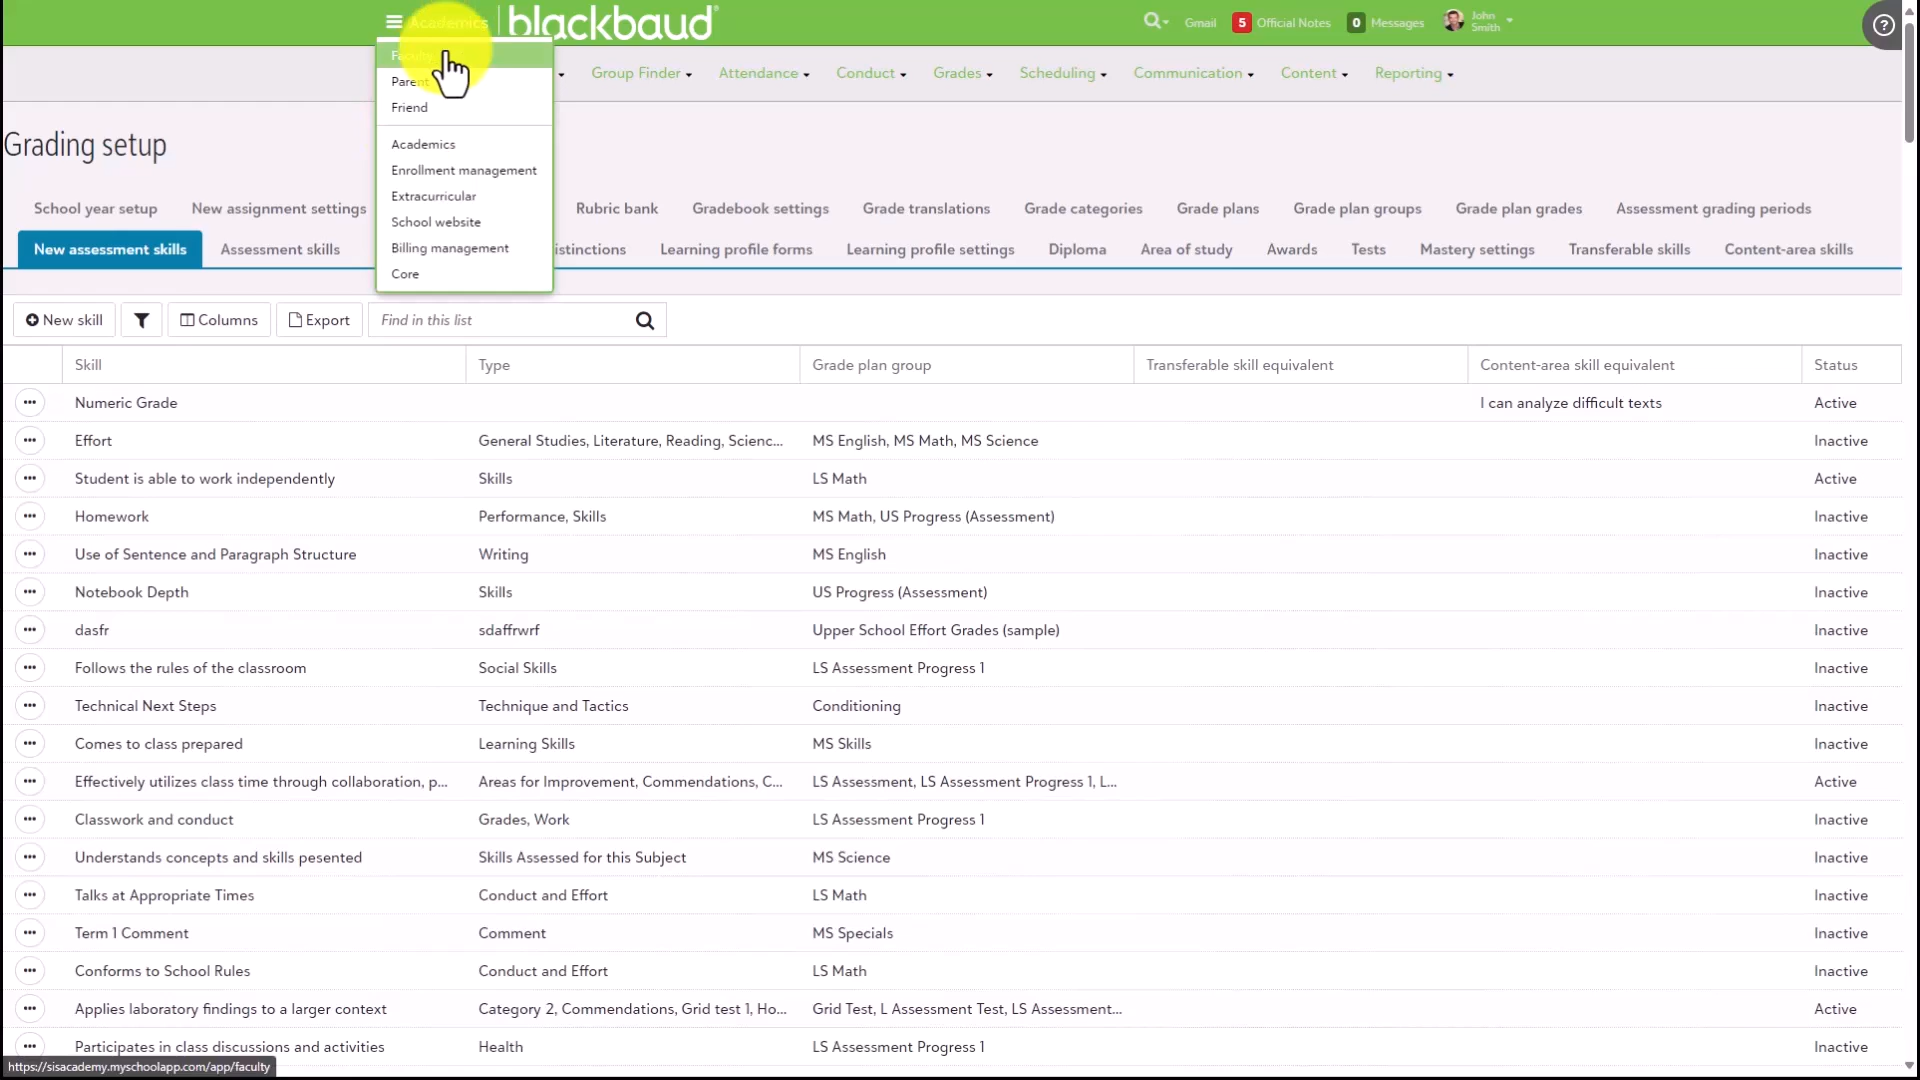 Academics
blackbaud
Gmail
5 Official Notes
0 Messages
John Smith
Faculty
Parent
Friend
Academics
Enrollment management
Extracurricular
School website
Billing management
Core
Group Finder
Attendance
Conduct
Grades
Scheduling
Communication
Content
Reporting
Grading setup
School year setup
New assignment settings
Rubric bank
Gradebook settings
Grade translations
Grade categories
Grade plans
Grade plan groups
Grade plan grades
Assessment grading periods
New assessment skills
Assessment skills
istinctions
Learning profile forms
Learning profile settings
Diploma
Area of study
Awards
Tests
Mastery settings
Transferable skills
Content-area skills
New skill
Columns
Export
Find in this list
Skill Type Grade plan group Transferable skill equivalent Content-area skill equivalent Status
Numeric Grade I can analyze difficult texts Active
Effort General Studies, Literature, Reading, Scienc... MS English, MS Math, MS Science Inactive
Student is able to work independently Skills LS Math Active
Homework Performance, Skills MS Math, US Progress (Assessment) Inactive
Use of Sentence and Paragraph Structure Writing MS English Inactive
Notebook Depth Skills US Progress (Assessment) Inactive
dasfr sdaffrwrf Upper School Effort Grades (sample) Inactive
Follows the rules of the classroom Social Skills LS Assessment Progress 1 Inactive
Technical Next Steps Technique and Tactics Conditioning Inactive
Comes to class prepared Learning Skills MS Skills Inactive
Effectively utilizes class time through collaboration, p... Areas for Improvement, Commendations, C... LS Assessment, LS Assessment Progress 1, L... Active
Classwork and conduct Grades, Work LS Assessment Progress 1 Inactive
Understands concepts and skills pesented Skills Assessed for this Subject MS Science Inactive
Talks at Appropriate Times Conduct and Effort LS Math Inactive
Term 1 Comment Comment MS Specials Inactive
Conforms to School Rules Conduct and Effort LS Math Inactive
Applies laboratory findings to a larger context Category 2, Commendations, Grid test 1, Ho... Grid Test, L Assessment Test, LS Assessment... Active
Participates in class discussions and activities Health LS Assessment Progress 1 Inactive
https://sisacademy.myschoolapp.com/app/faculty